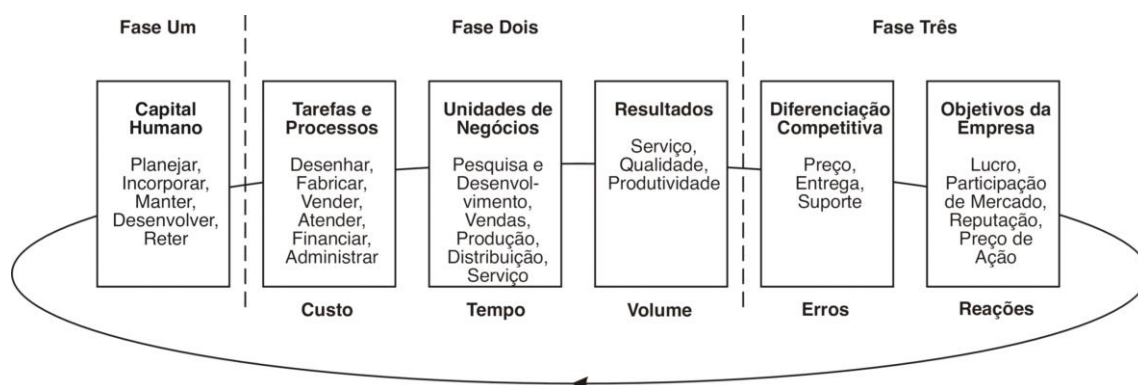 Fase Um
Fase Dois
Fase Três
Capital
Humano
Planejar,
Incorporar,
Manter,
Desenvolver,
Reter
Tarefas e
Processos
Desenhar,
Fabricar,
Vender,
Atender,
Financiar,
Administrar
Unidades de
Negócios
Pesquisa e
Desenvol-
vimento,
Vendas,
Produção,
Distribuição,
Serviço
Resultados
Serviço,
Qualidade,
Produtividade
Diferenciação
Competitiva
Preço,
Entrega,
Suporte
Objetivos da
Empresa
Lucro,
Participação
de Mercado,
Reputação,
Preço de
Ação
Custo
Tempo
Volume
Erros
Reações